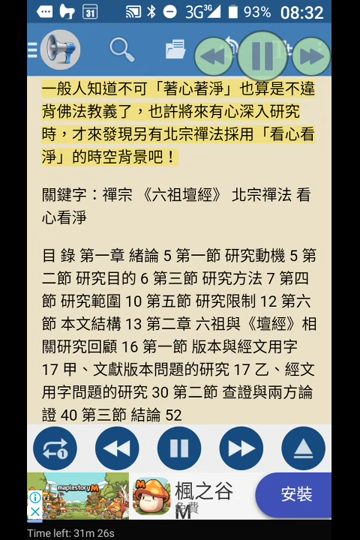 31
3G
3G
93%
08:32
一般人知道不可「著心著淨」也算是不違
背佛法教義了，也許將來有心深入研究
時，才來發現另有北宗禪法採用「看心看
淨」的時空背景吧！
關鍵字：禪宗 《六祖壇經》 北宗禪法 看
心看淨
目 錄 第一章 緒論 5 第一節 研究動機 5 第
二節 研究目的 6 第三節 研究方法 7 第四
節 研究範圍 10 第五節 研究限制 12 第六
節 本文結構 13 第二章 六祖與《壇經》相
關研究回顧 16 第一節 版本與經文用字
17 甲、文獻版本問題的研究 17 乙、經文
用字問題的研究 30 第二節 查證與兩方論
證 40 第三節 結論 52
1
maplestory M
楓之谷
M
免費
安裝
Time left: 31m 26s